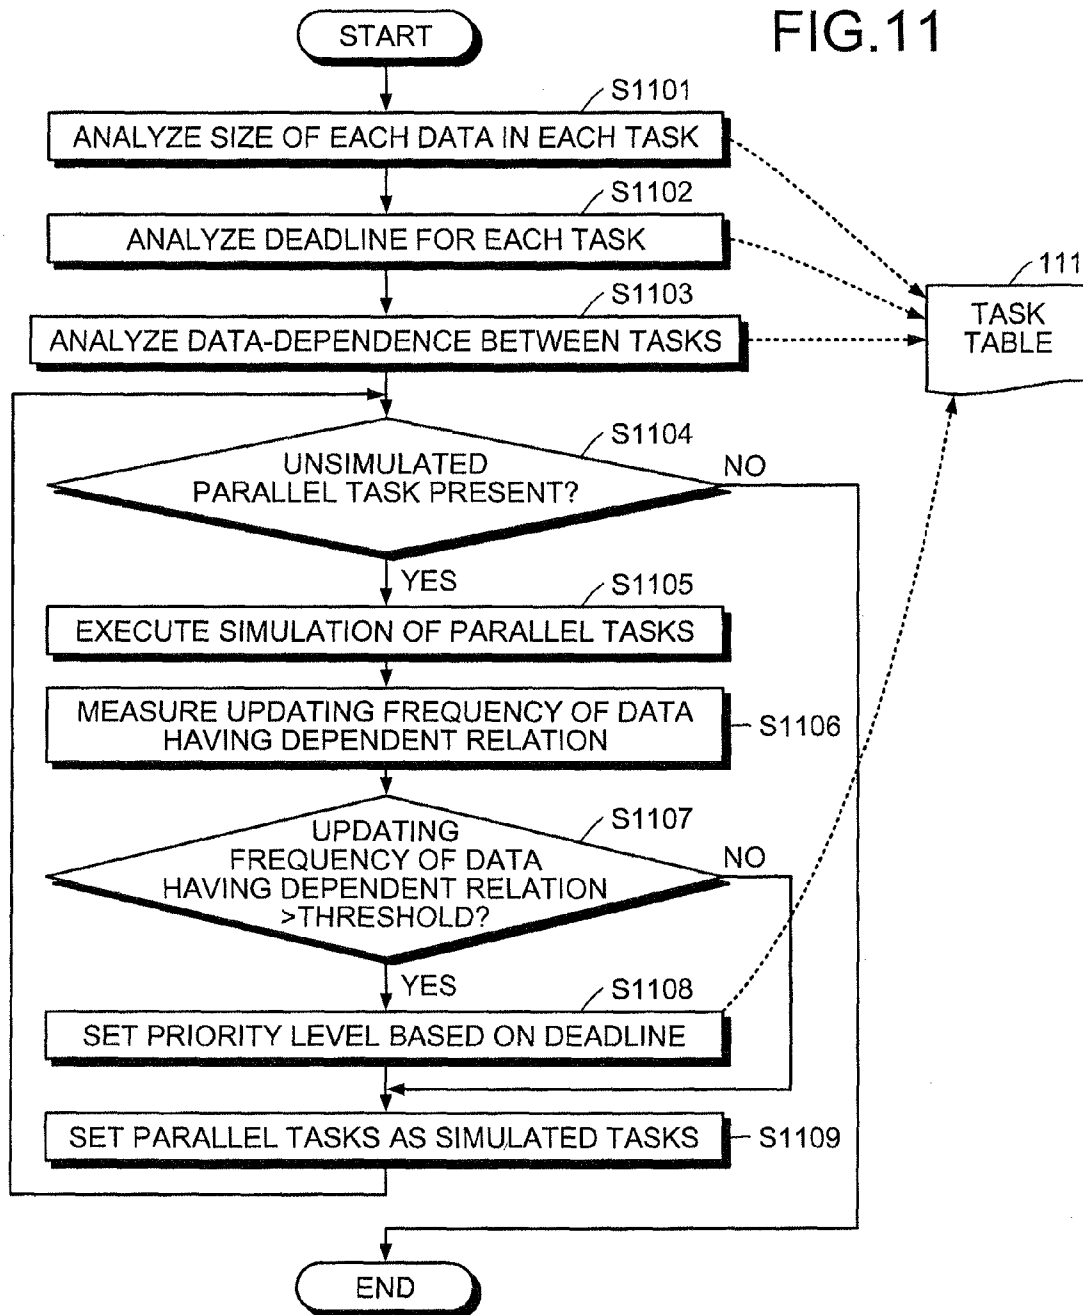 FIG.11
START
S1101
ANALYZE SIZE OF EACH DATA IN EACH TASK
S1102
ANALYZE DEADLINE FOR EACH TASK
S1103
ANALYZE DATA-DEPENDENCE BETWEEN TASKS
111
TASK
TABLE
S1104
UNSIMULATED
PARALLEL TASK PRESENT?
NO
YES
S1105
EXECUTE SIMULATION OF PARALLEL TASKS
MEASURE UPDATING FREQUENCY OF DATA
HAVING DEPENDENT RELATION
S1106
S1107
UPDATING
FREQUENCY OF DATA
HAVING DEPENDENT RELATION
>THRESHOLD?
NO
YES
S1108
SET PRIORITY LEVEL BASED ON DEADLINE
SET PARALLEL TASKS AS SIMULATED TASKS
S1109
END